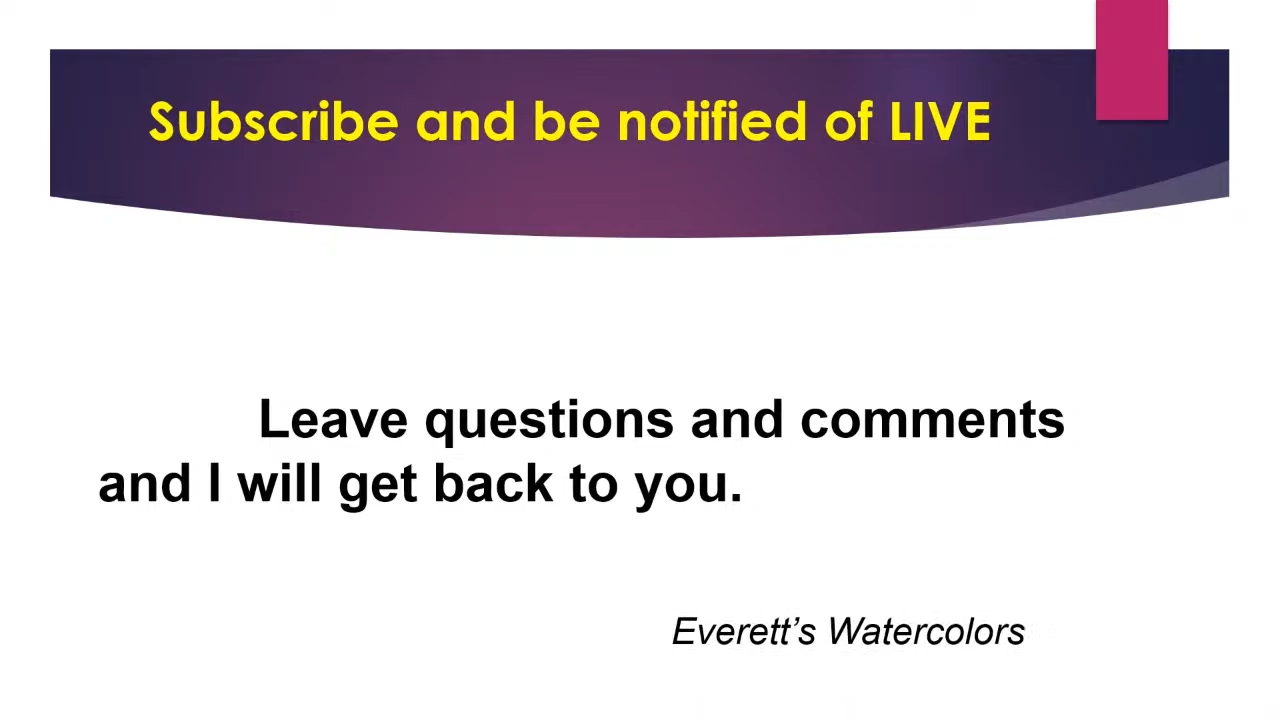 Subscribe and be notified of LIVE
Leave questions and comments
and I will get back to you.
Everett’s Watercolors